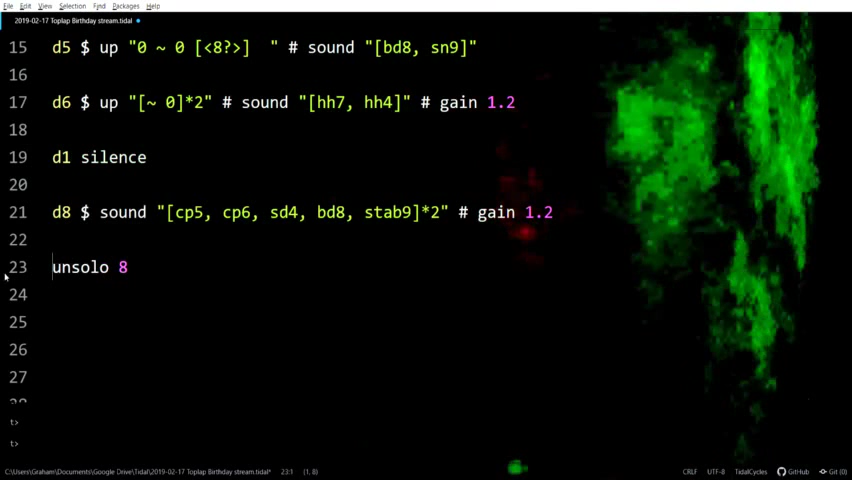 File Edit View Selection Find Packages Help
2019-02-17 Toplap Birthday stream.tidal
15 d5 $ up "0 ~ 0 [<8?>]  " # sound "[bd8, sn9]"
16
17 d6 $ up "[~ 0]*2" # sound "[hh7, hh4]" # gain 1.2
18
19 d1 silence
20
21 d8 $ sound "[cp5, cp6, sd4, bd8, stab9]*2" # gain 1.2
22
23 unsolo 8
24
25
26
27
28
t>
t>
C:\Users\Graham\Documents\Google Drive\Tidal\2019-02-17 Toplap Birthday stream.tidal* 23:1 (1, 8) CRLF UTF-8 TidalCycles GitHub Git (0)